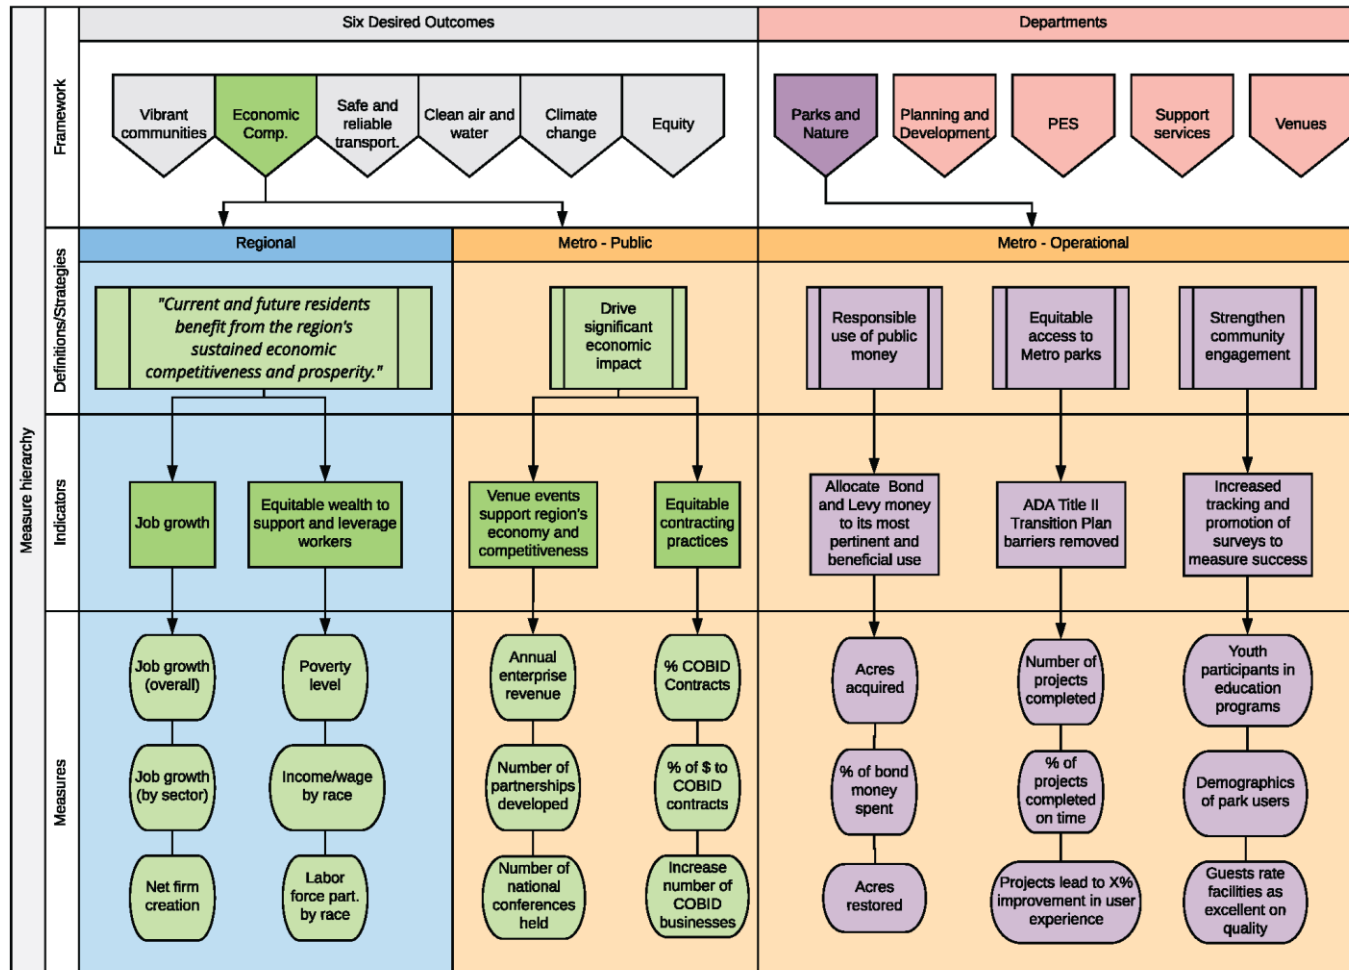 Six Desired Outcomes
Departments
Measure hierarchy
Framework
Vibrant
communities
Economic
Comp.
Safe and
reliable
transport.
Clean air and
water
Climate
change
Equity
Parks and
Nature
Planning and
Development
PES
Support
services
Venues
Regional
Metro - Public
Metro - Operational
Definitions/Strategies
"Current and future residents
benefit from the region's
sustained economic
competitiveness and prosperity."
Drive
significant
economic
impact
Responsible
use of public
money
Equitable
access to
Metro parks
Strengthen
community
engagement
Indicators
Job growth
Equitable wealth to
support and leverage
workers
Venue events
support region's
economy and
competitiveness
Equitable
contracting
practices
Allocate Bond
and Levy money
to its most
pertinent and
beneficial use
ADA Title II
Transition Plan
barriers removed
Increased
tracking and
promotion of
surveys to
measure success
Measures
Job growth
(overall)
Poverty
level
Annual
enterprise
revenue
% COBID
Contracts
Acres
acquired
Number of
projects
completed
Youth
participants in
education
programs
Job growth
(by sector)
Income/wage
by race
Number of
partnerships
developed
% of $ to
COBID
contracts
% of bond
money
spent
% of
projects
completed
on time
Demographics
of park users
Net firm
creation
Labor
force part.
by race
Number of
national
conferences
held
Increase
number of
COBID
businesses
Acres
restored
Projects lead to X%
improvement in user
experience
Guests rate
facilities as
excellent on
quality